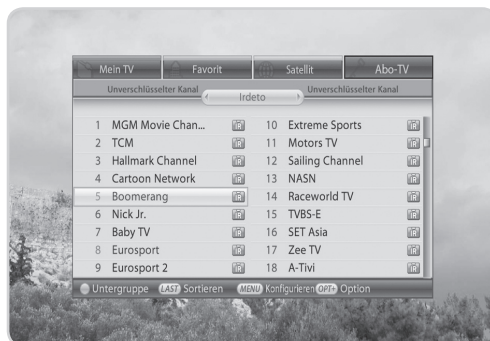 Mein TV Favorit Satellit Abo-TV
Unverschlüsselter Kanal Irdeto Unverschlüsselter Kanal
1 MGM Movie Chan...
2 TCM
3 Hallmark Channel
4 Cartoon Network
5 Boomerang
6 Nick Jr.
7 Baby TV
8 Eurosport
9 Eurosport 2
10 Extreme Sports
11 Motors TV
12 Sailing Channel
13 NASN
14 Raceworld TV
15 TVBS-E
16 SET Asia
17 Zee TV
18 A-Tivi
Untergruppe LAST Sortieren MENU Konfigurieren OPT+ Option